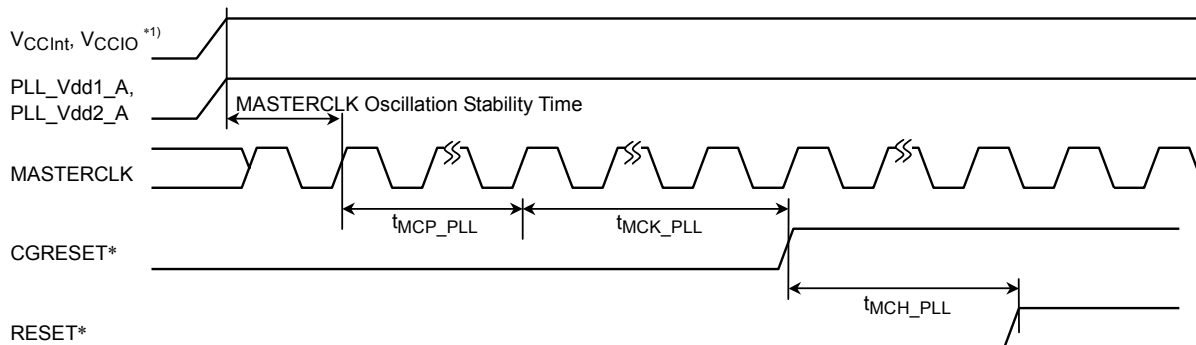 VCCInt, VCCIO *1)
PLL_Vdd1_A,
PLL_Vdd2_A
MASTERCLK Oscillation Stability Time
MASTERCLK
tMCP_PLL
tMCK_PLL
CGRESET*
tMCH_PLL
RESET*